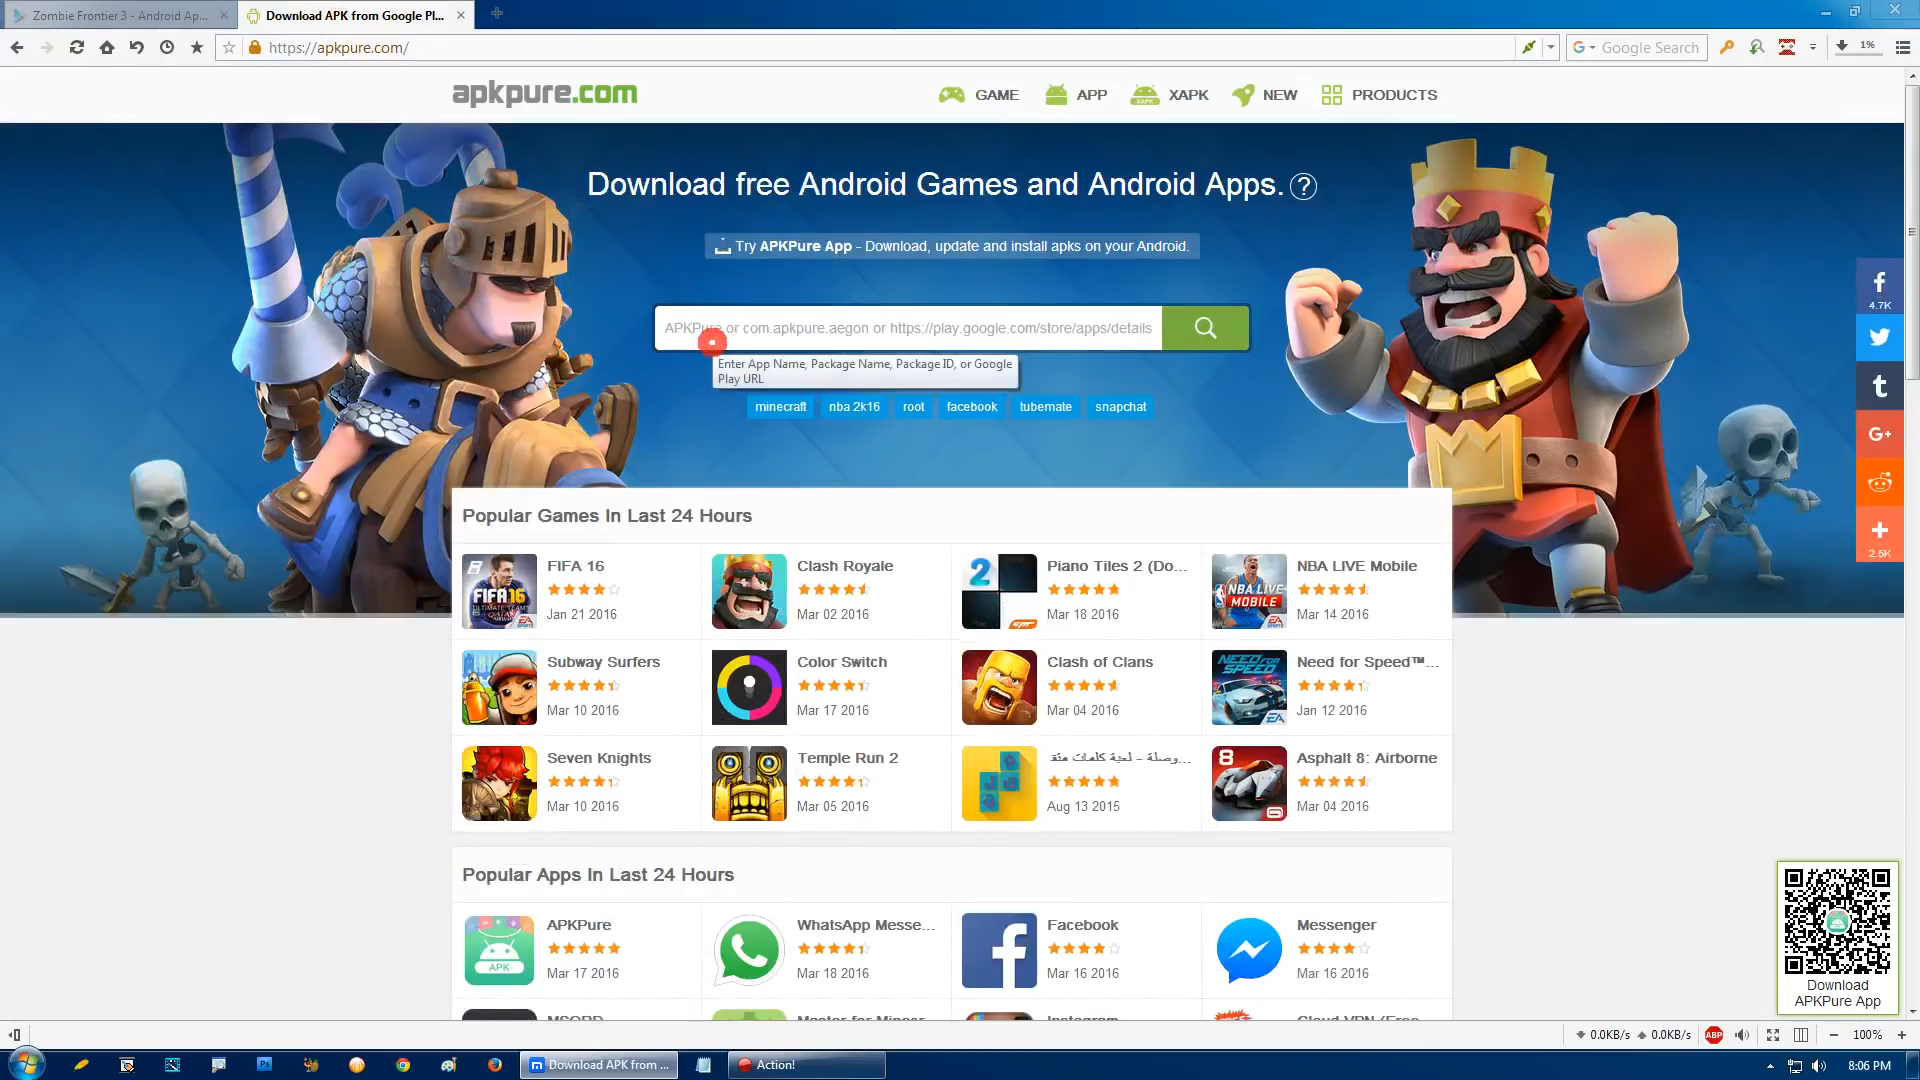 Zombie Frontier 3 - Android Ap...
Download APK from Google Pl...
https://apkpure.com/
Google Search
1%
apkpure.com
GAME
APP
XAPK
XAPK
NEW
PRODUCTS
Download free Android Games and Android Apps. ?
Try APKPure App - Download, update and install apks on your Android.
APKPure or com.apkpure.aegon or https://play.google.com/store/apps/details
Enter App Name, Package Name, Package ID, or Google
Play URL
minecraft nba 2k16 root facebook tubemate snapchat
4.7K
G+
2.5K
Popular Games In Last 24 Hours
FIFA 16
Jan 21 2016
Clash Royale
Mar 02 2016
Piano Tiles 2 (Do...
Mar 18 2016
NBA LIVE Mobile
Mar 14 2016
Subway Surfers
Mar 10 2016
Color Switch
Mar 17 2016
Clash of Clans
Mar 04 2016
Need for Speed™...
Jan 12 2016
Seven Knights
Mar 10 2016
Temple Run 2
Mar 05 2016
وصلة - لعبة كلمات متق...
Aug 13 2015
Asphalt 8: Airborne
Mar 04 2016
Popular Apps In Last 24 Hours
APKPure
Mar 17 2016
WhatsApp Messe...
Mar 18 2016
Facebook
Mar 16 2016
Messenger
Mar 16 2016
Download
APKPure App
0.0KB/s 0.0KB/s ABP 100%
Download APK from ...
Action!
8:06 PM